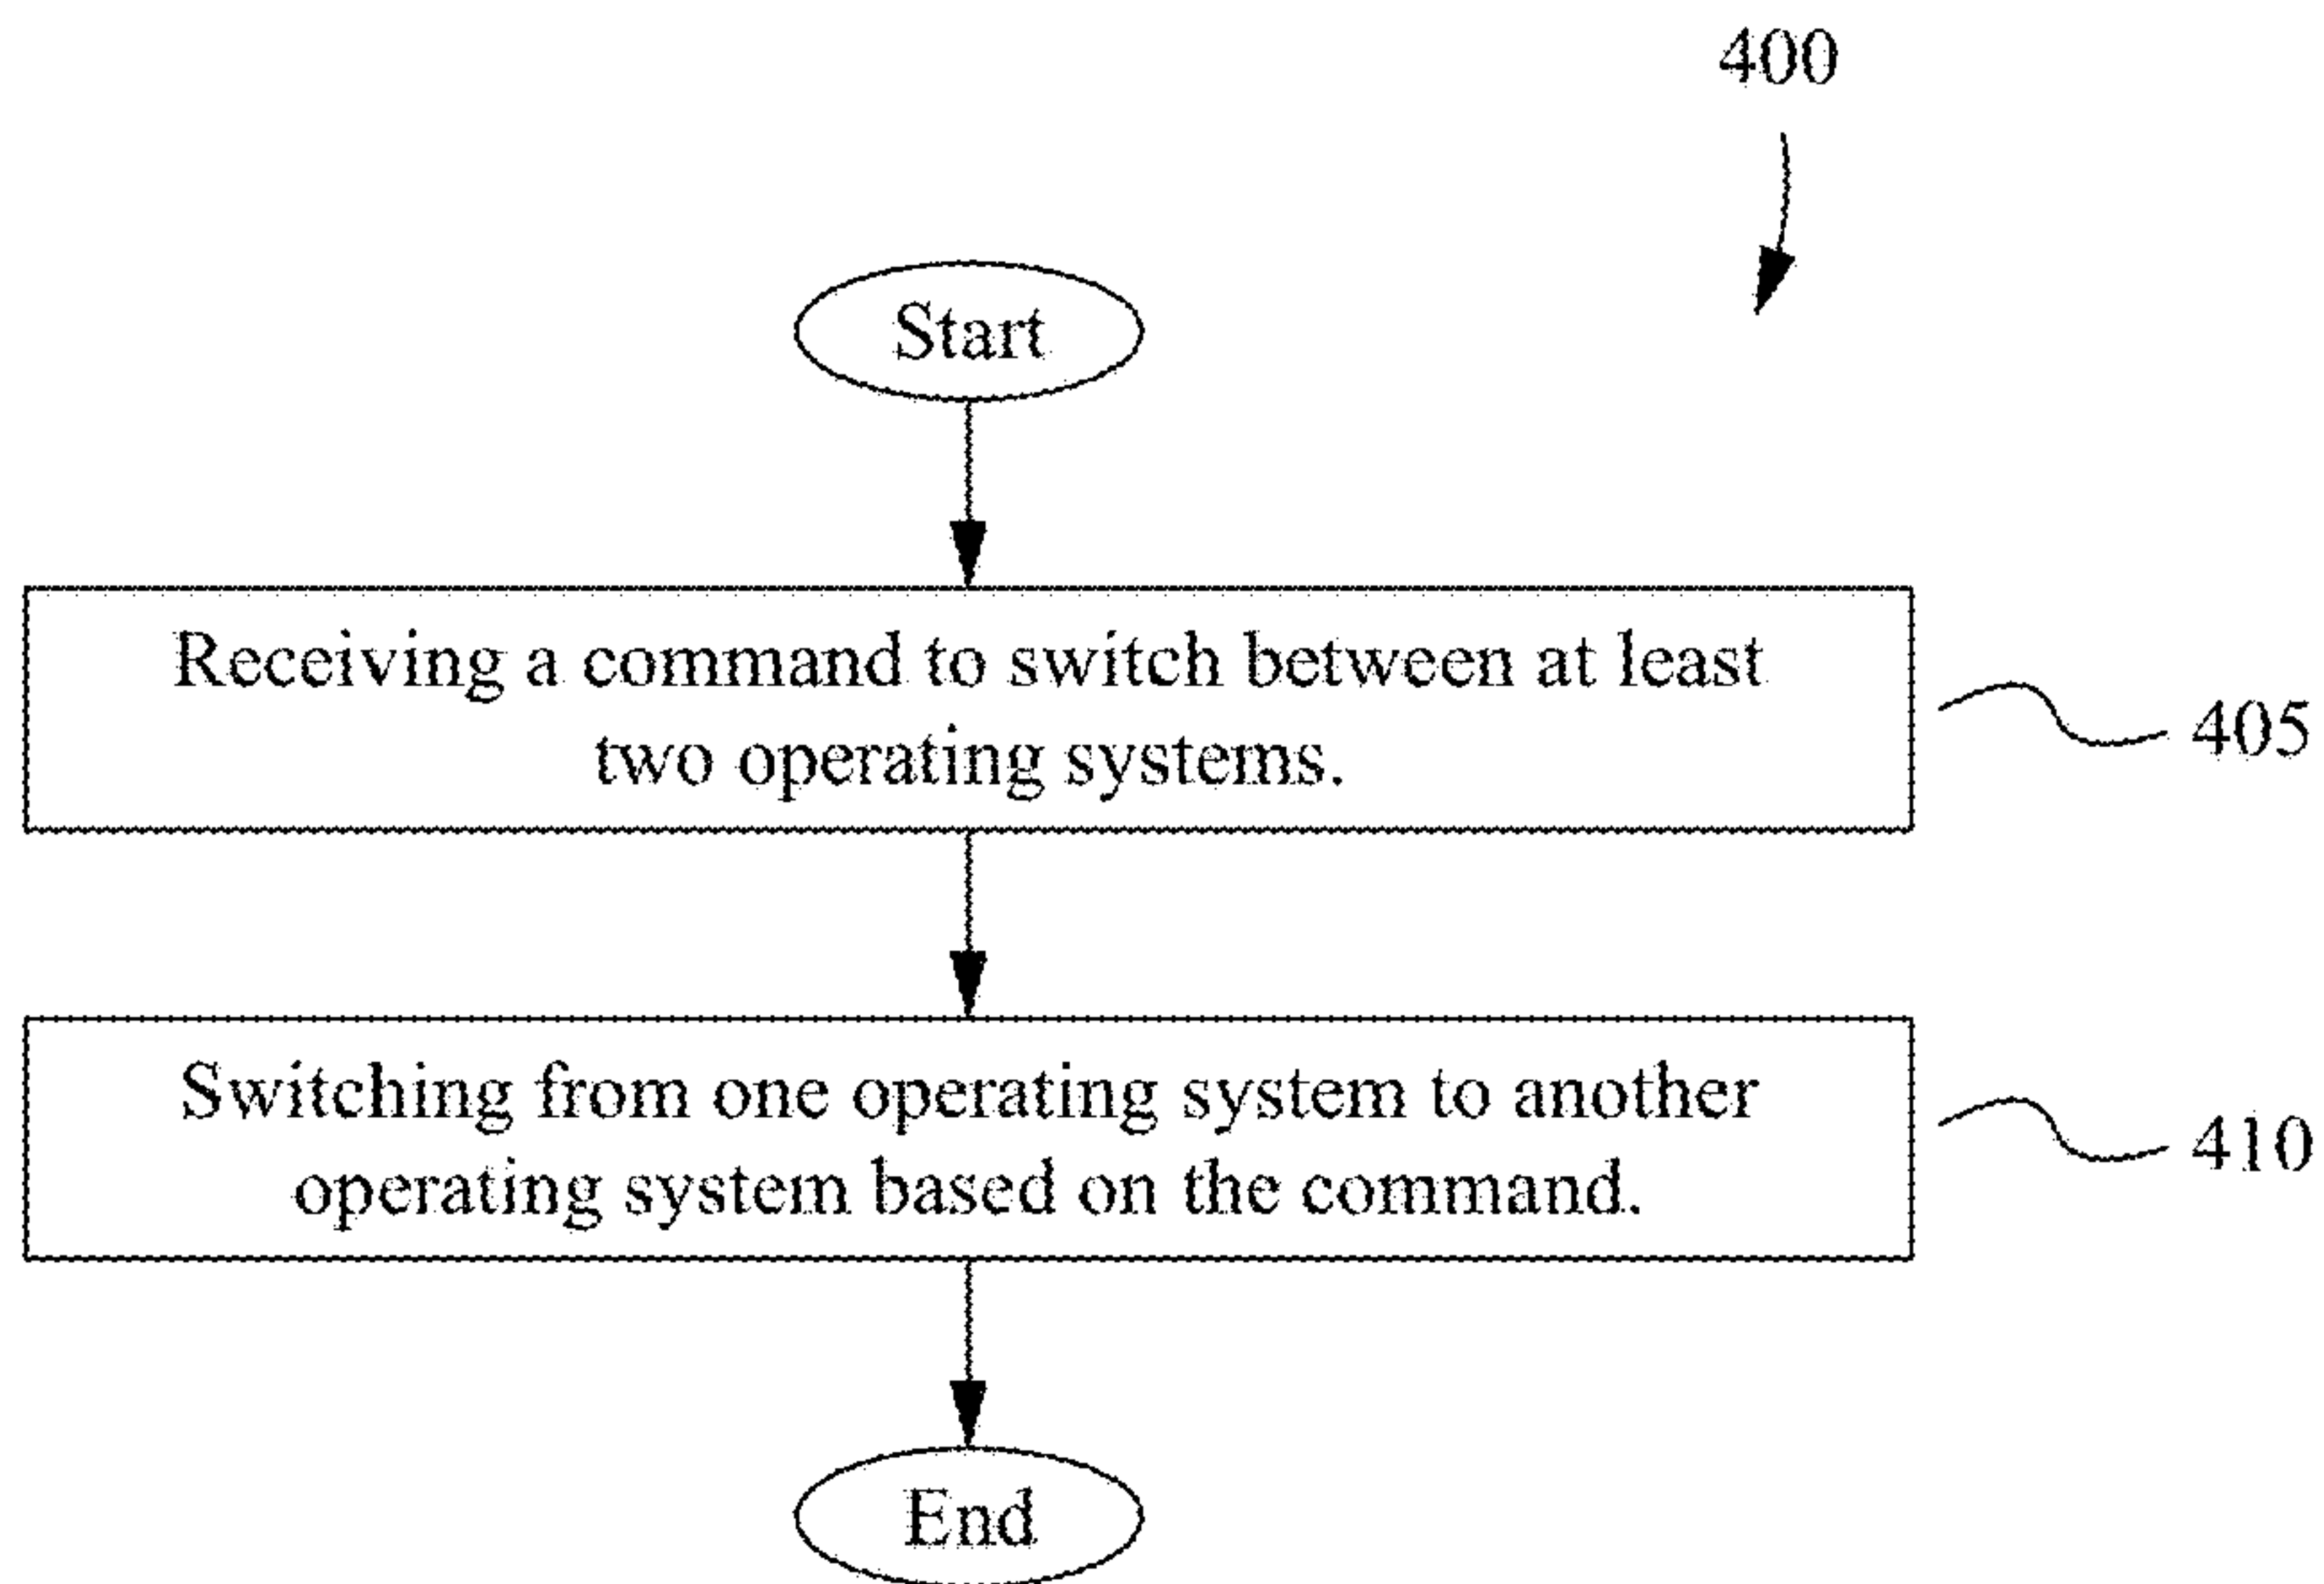 400
Start
Receiving a command to switch between at least
two operating systems.
405
Switching from one operating system to another
operating system based on the command.
410
End